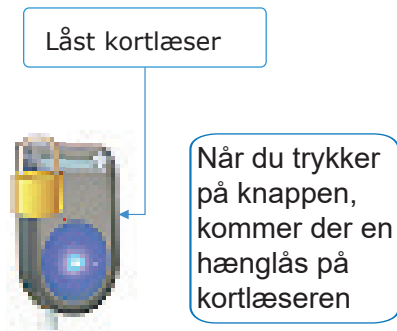 Låst kortlæser
Når du trykker
på knappen,
kommer der en
hænglås på
kortlæseren